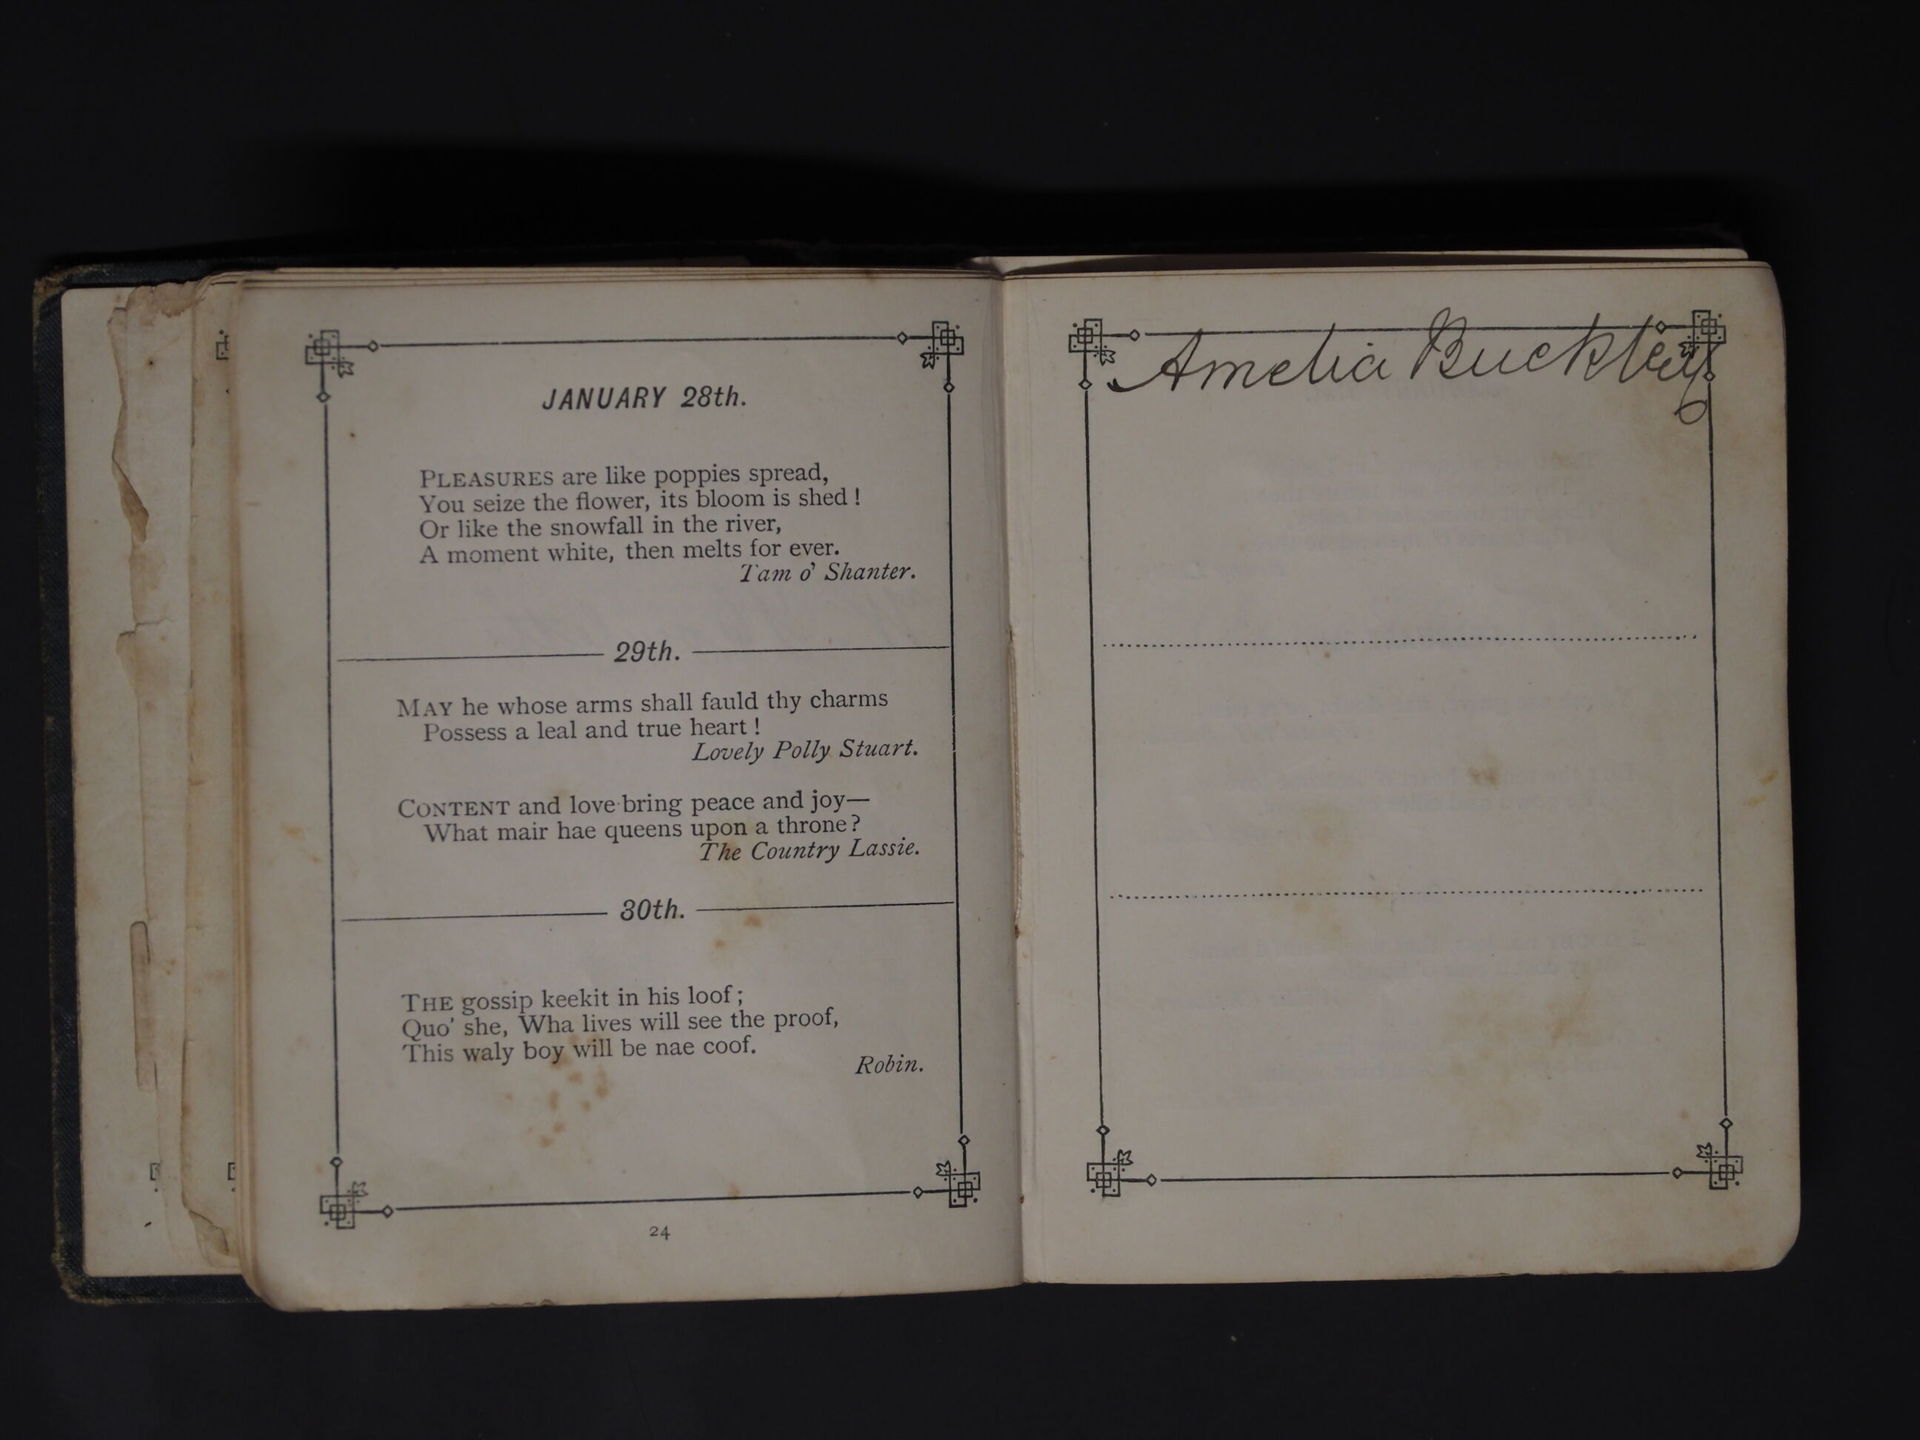 JANUARY 28th.
PLEASURES are like poppies spread,
You seize the flower, its bloom is shed !
Or like the snowfall in the river,
A moment white, then melts for ever.
Tam o' Shanter.
29th.
MAY he whose arms shall fauld thy charms
Possess a leal and true heart !
Lovely Polly Stuart.
CONTENT and love bring peace and joy—
What mair hae queens upon a throne?
The Country Lassie.
30th.
THE gossip keekit in his loof ;
Quo' she, Wha lives will see the proof,
This waly boy will be nae coof.
Robin.
24
Amelia Buckley